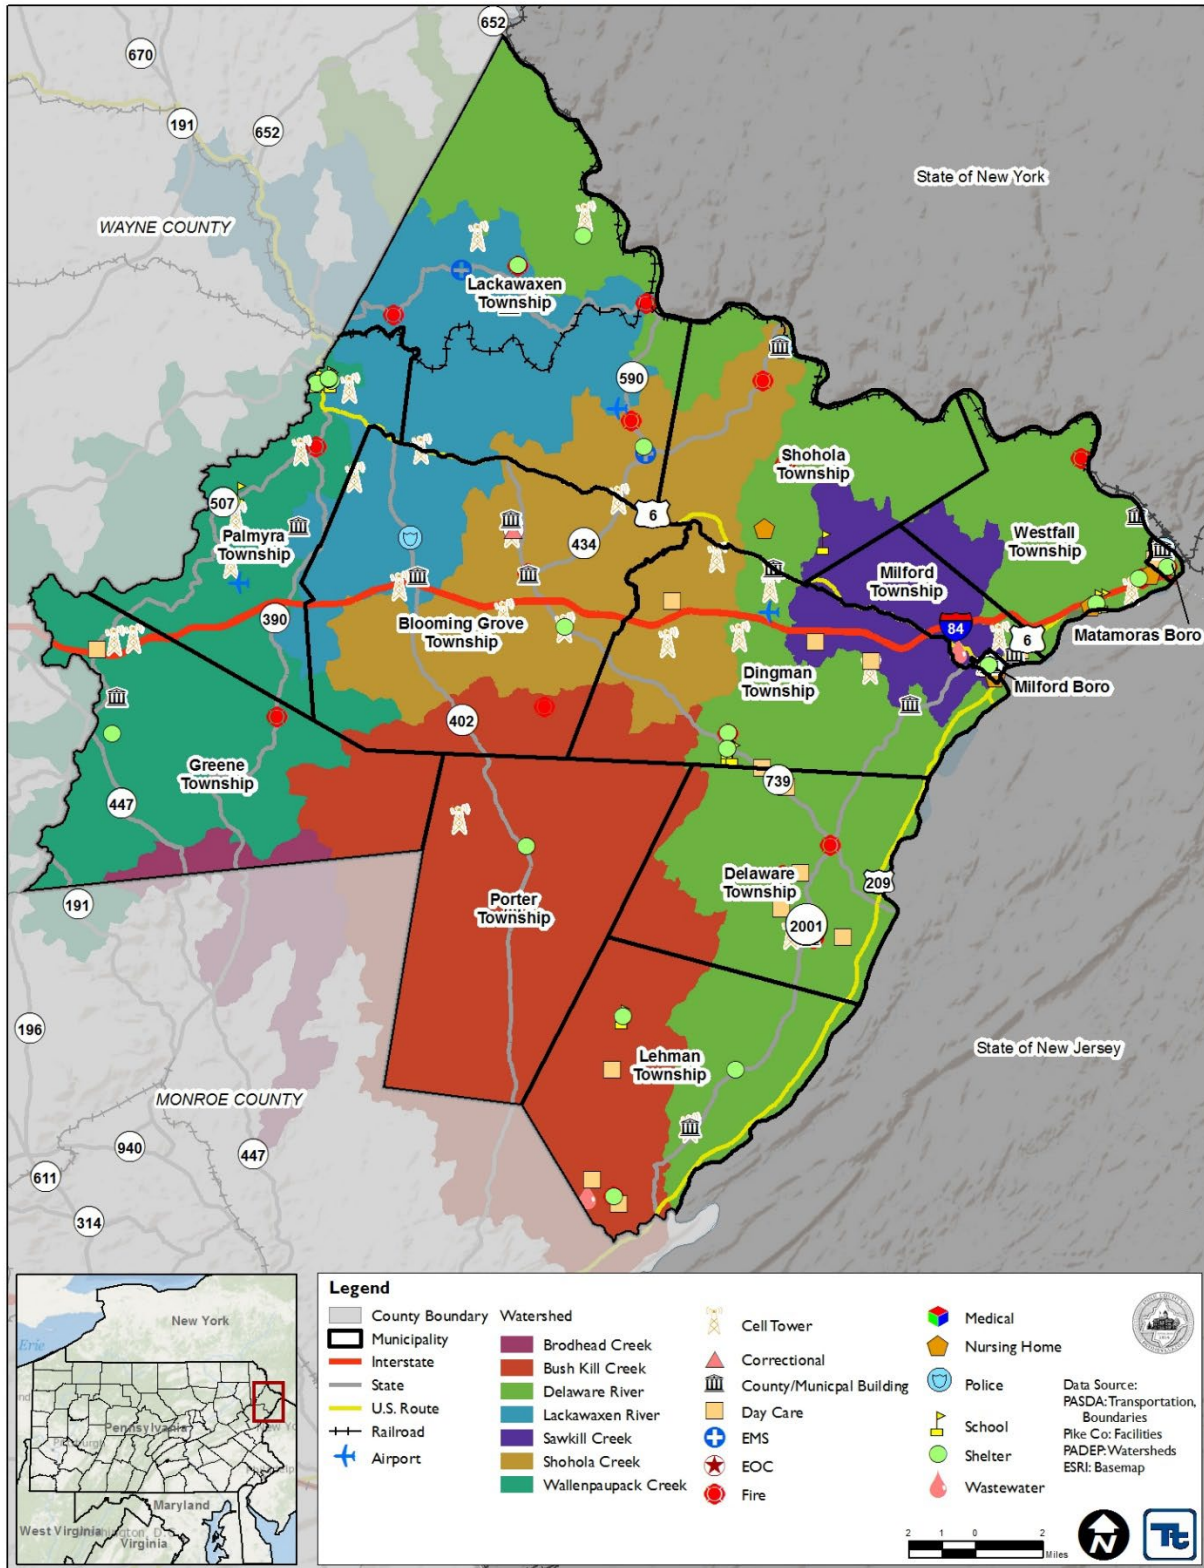 652
670
191
652
State of New York
WAYNE COUNTY
Lackawaxen
Township
590
Shohola
Township
507
6
Palmyra
Township
434
Westfall
Township
Milford
Township
390
Blooming Grove
Township
84
6
Matamoras Boro
Dingman
Township
Milford Boro
402
Greene
Township
739
447
Delaware
Township
209
191
Porter
Township
2001
196
State of New Jersey
Lehman
Township
MONROE COUNTY
940
447
611
314
New York
Erie
Pennsylvania
Maryland
West Virginia
Virginia
Legend
County Boundary
Municipality
Interstate
State
U.S. Route
Railroad
Airport
Watershed
Brodhead Creek
Bush Kill Creek
Delaware River
Lackawaxen River
Sawkill Creek
Shohola Creek
Wallenpaupack Creek
Cell Tower
Correctional
County/Municpal Building
Day Care
EMS
EOC
Fire
Medical
Nursing Home
Police
School
Shelter
Wastewater
Data Source:
PASDA: Transportation,
Boundaries
Pike Co: Facilities
PADEP: Watersheds
ESRI: Basemap
2 1 0 2
Miles
N
Tt